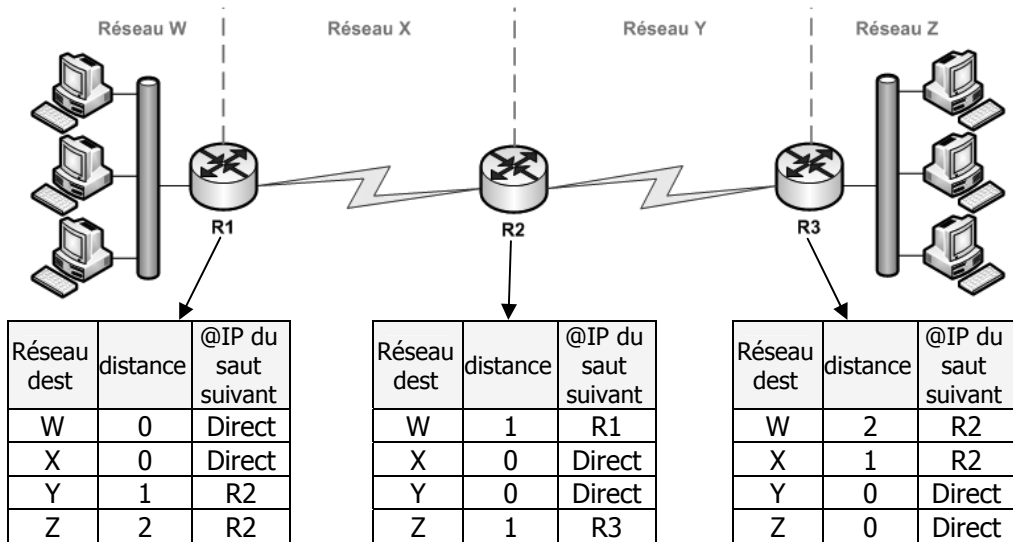 Réseau W Réseau X Réseau Y Réseau Z
R1 R2 R3
Réseau dest distance @IP du saut suivant
W 0 Direct
X 0 Direct
Y 1 R2
Z 2 R2
Réseau dest distance @IP du saut suivant
W 1 R1
X 0 Direct
Y 0 Direct
Z 1 R3
Réseau dest distance @IP du saut suivant
W 2 R2
X 1 R2
Y 0 Direct
Z 0 Direct